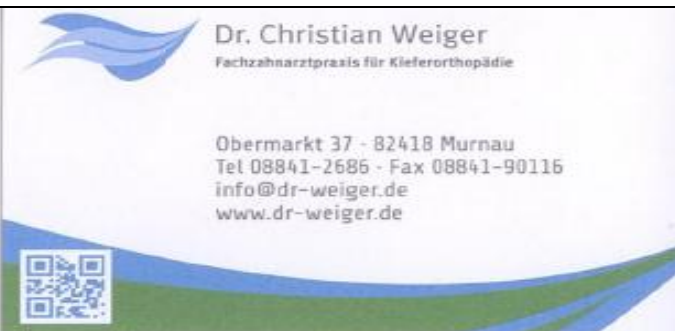 Dr. Christian Weiger
Fachzahnarztpraxis für Kieferorthopädie
Obermarkt 37 - 82418 Murnau
Tel 08841-2686 - Fax 08841-90116
info@dr-weiger.de
www.dr-weiger.de